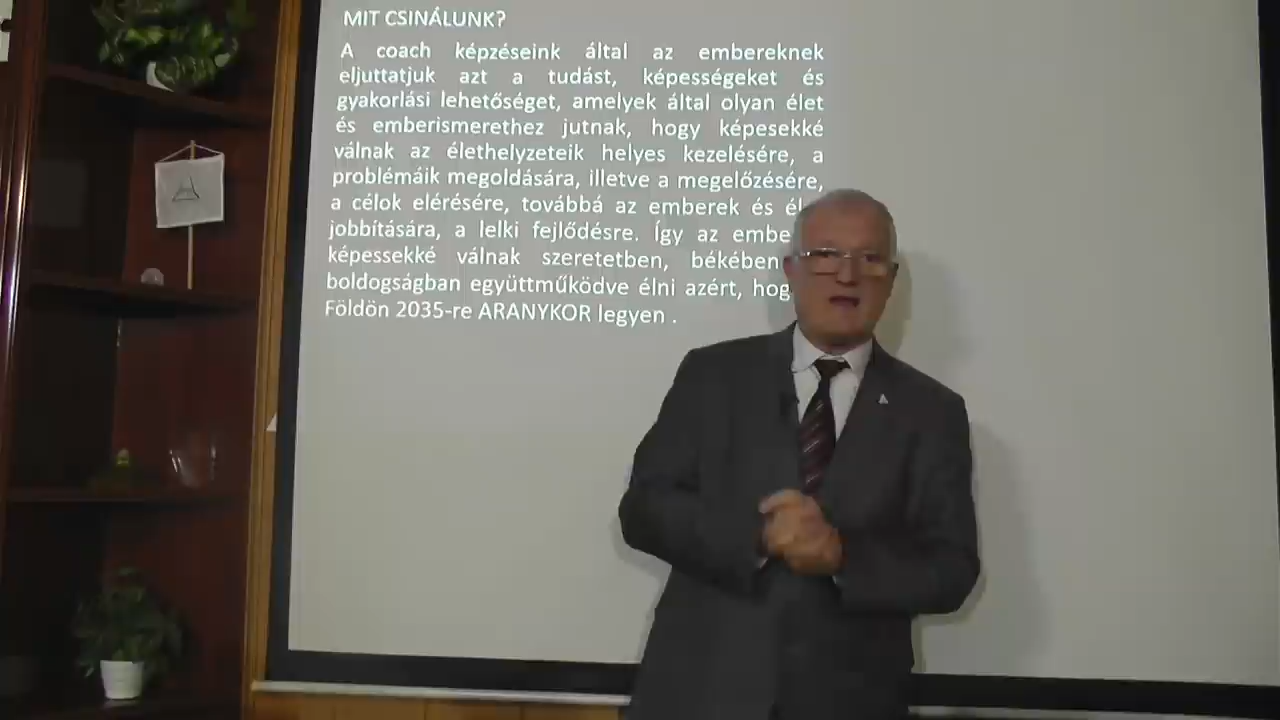 MIT CSINÁLUNK?
A coach képzéseink által az embereknek
eljuttatjuk azt a tudást, képességeket és
gyakorlási lehetőséget, amelyek által olyan élet
és emberismerethez jutnak, hogy képesekké
válnak az élethelyzeteik helyes kezelésére, a
problémáik megoldására, illetve a megelőzésére,
a célok elérésére, továbbá az emberek és
jobbítására, a lelki fejlődésre. Így az
képessekké válnak szeretetben, békében
boldogságban együttműködve élni azért,
Földön 2035-re ARANYKOR legyen .